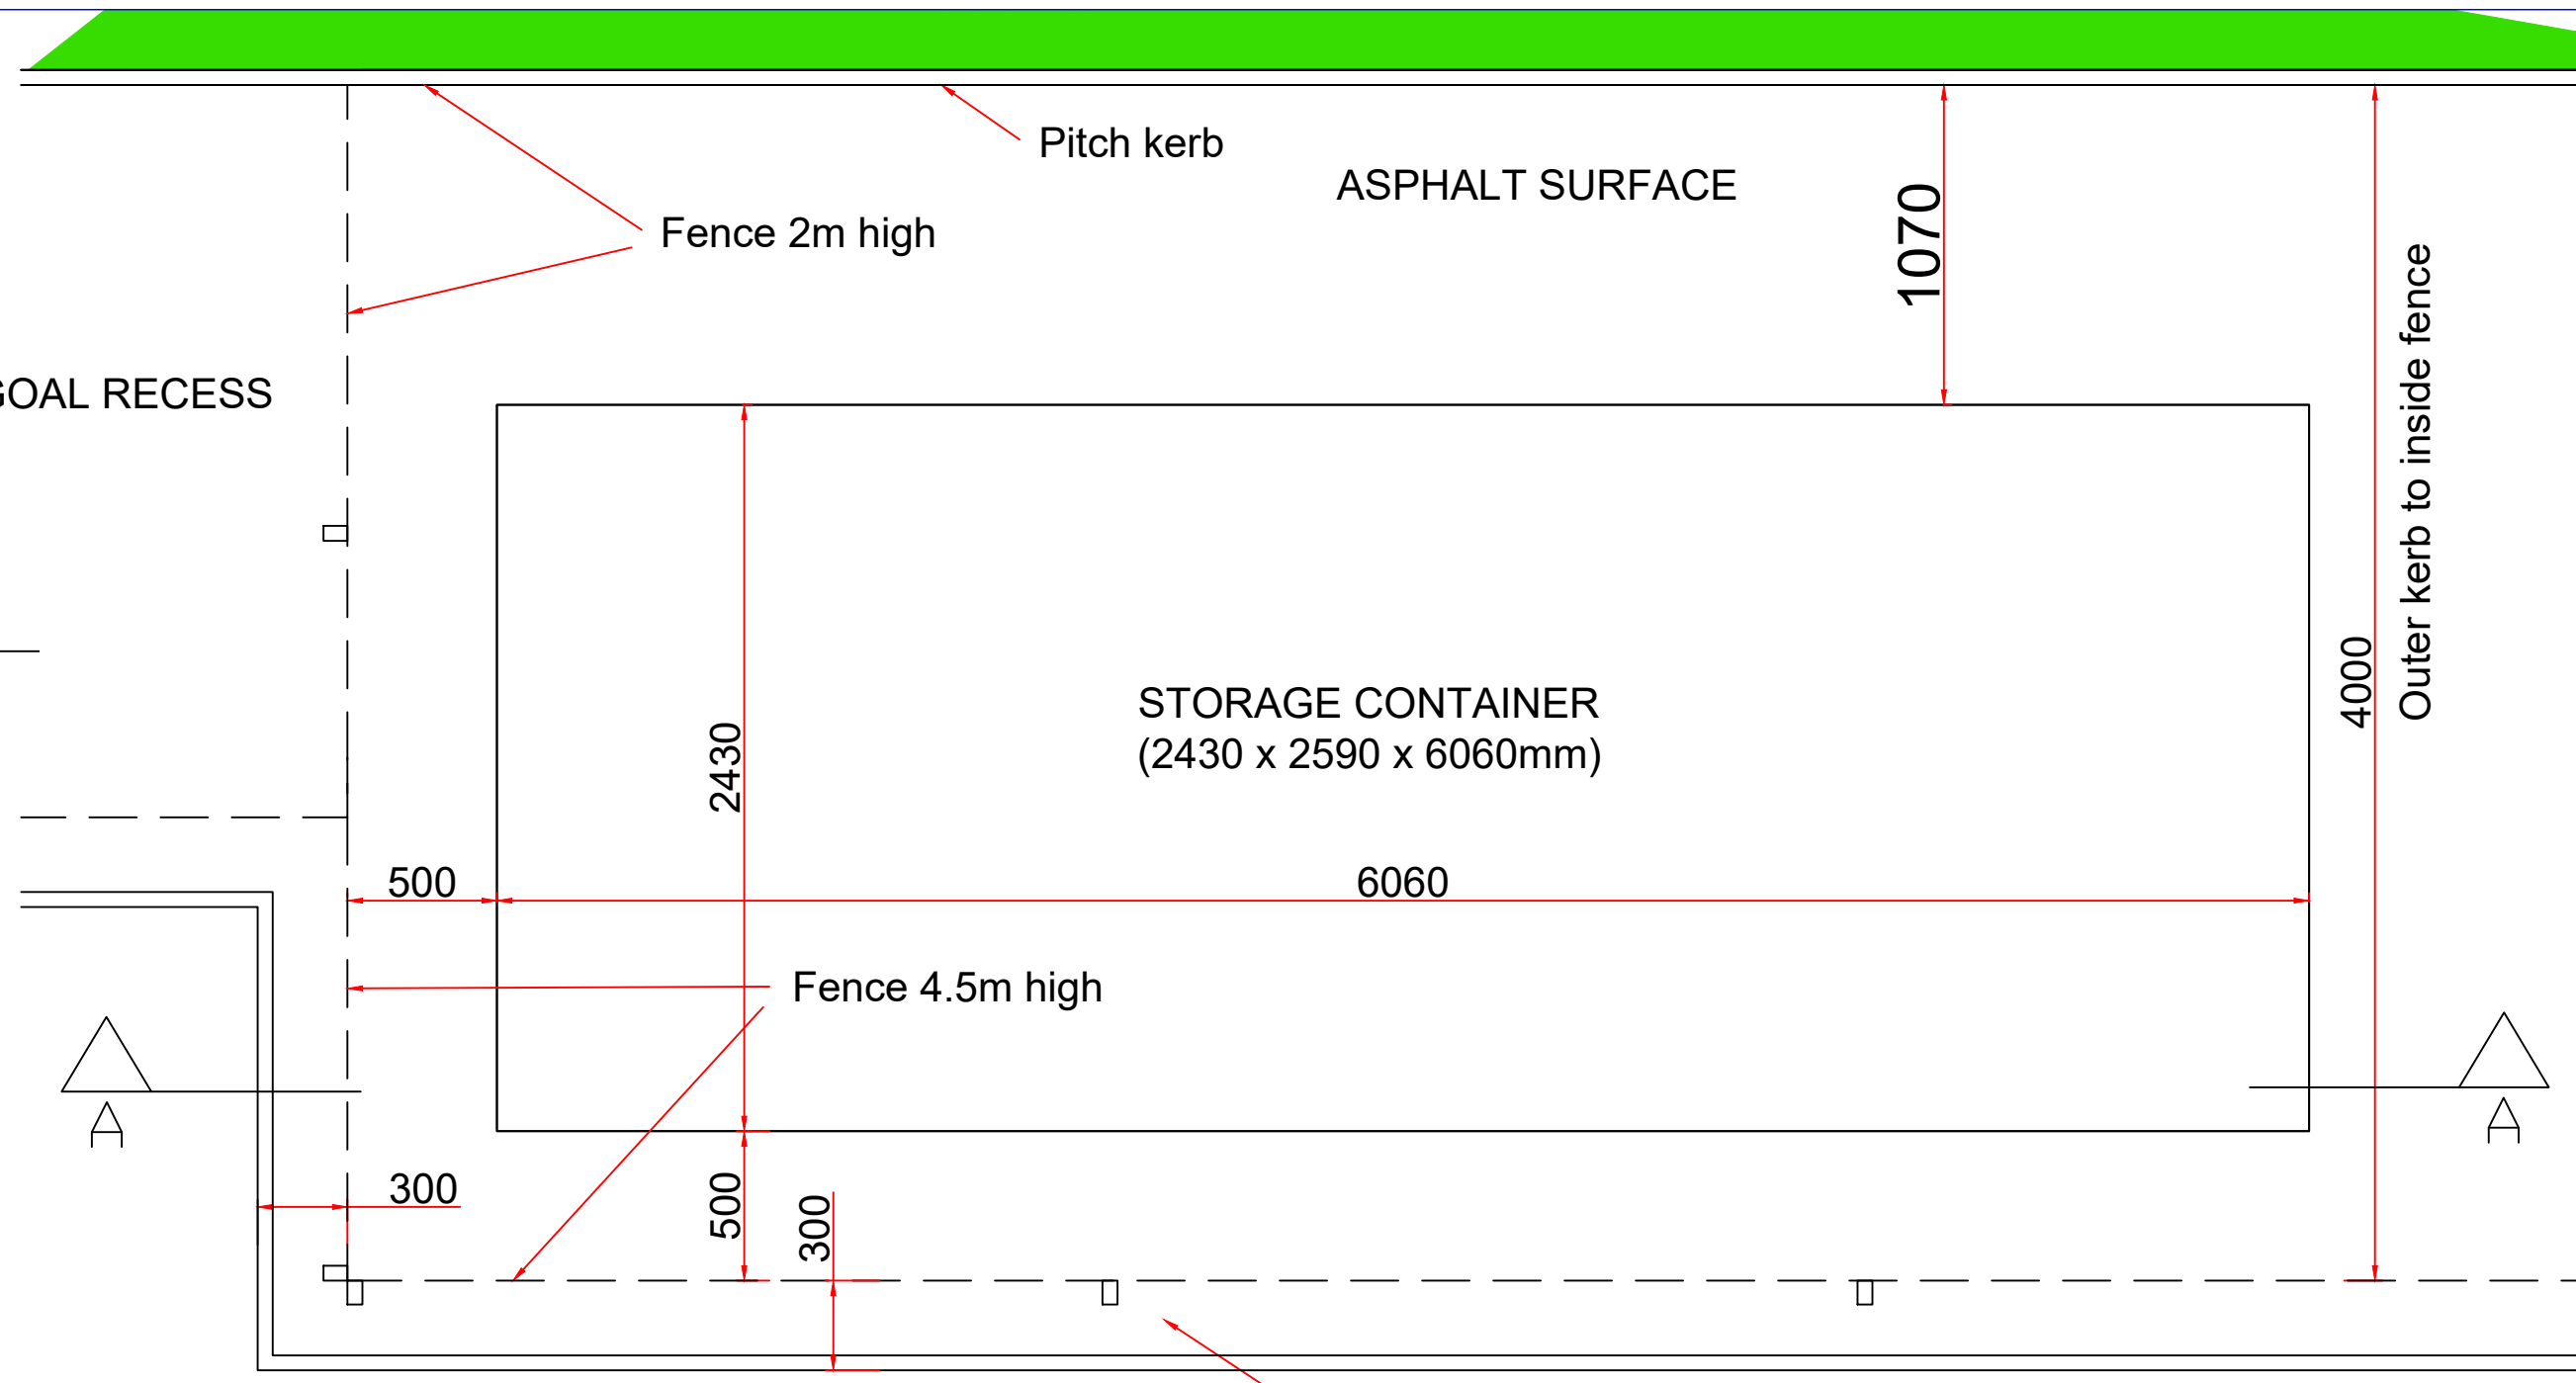 Pitch kerb
ASPHALT SURFACE
1070
Fence 2m high
Outer kerb to inside fence
GOAL RECESS
STORAGE CONTAINER
(2430 x 2590 x 6060mm)
4000
2430
500
6060
Fence 4.5m high
A
A
300
500
300